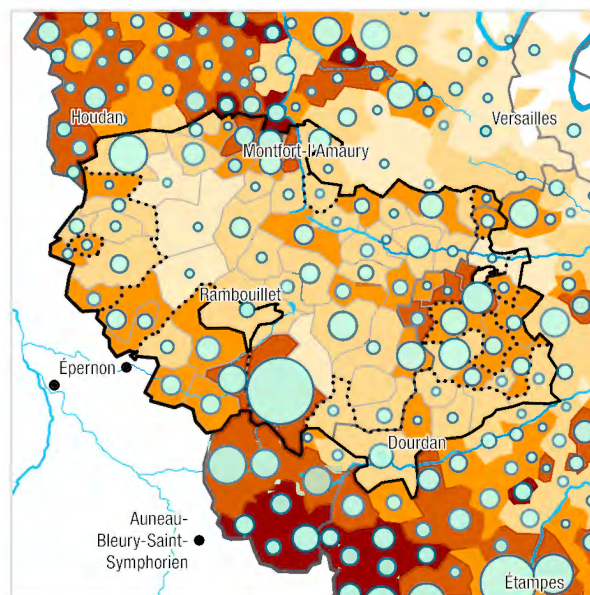 Houdan
Versailles
Montfort-l'Amaury
Rambouillet
Épernon
Dourdan
Auneau-
Bleury-Saint-
Symphorien
Étampes